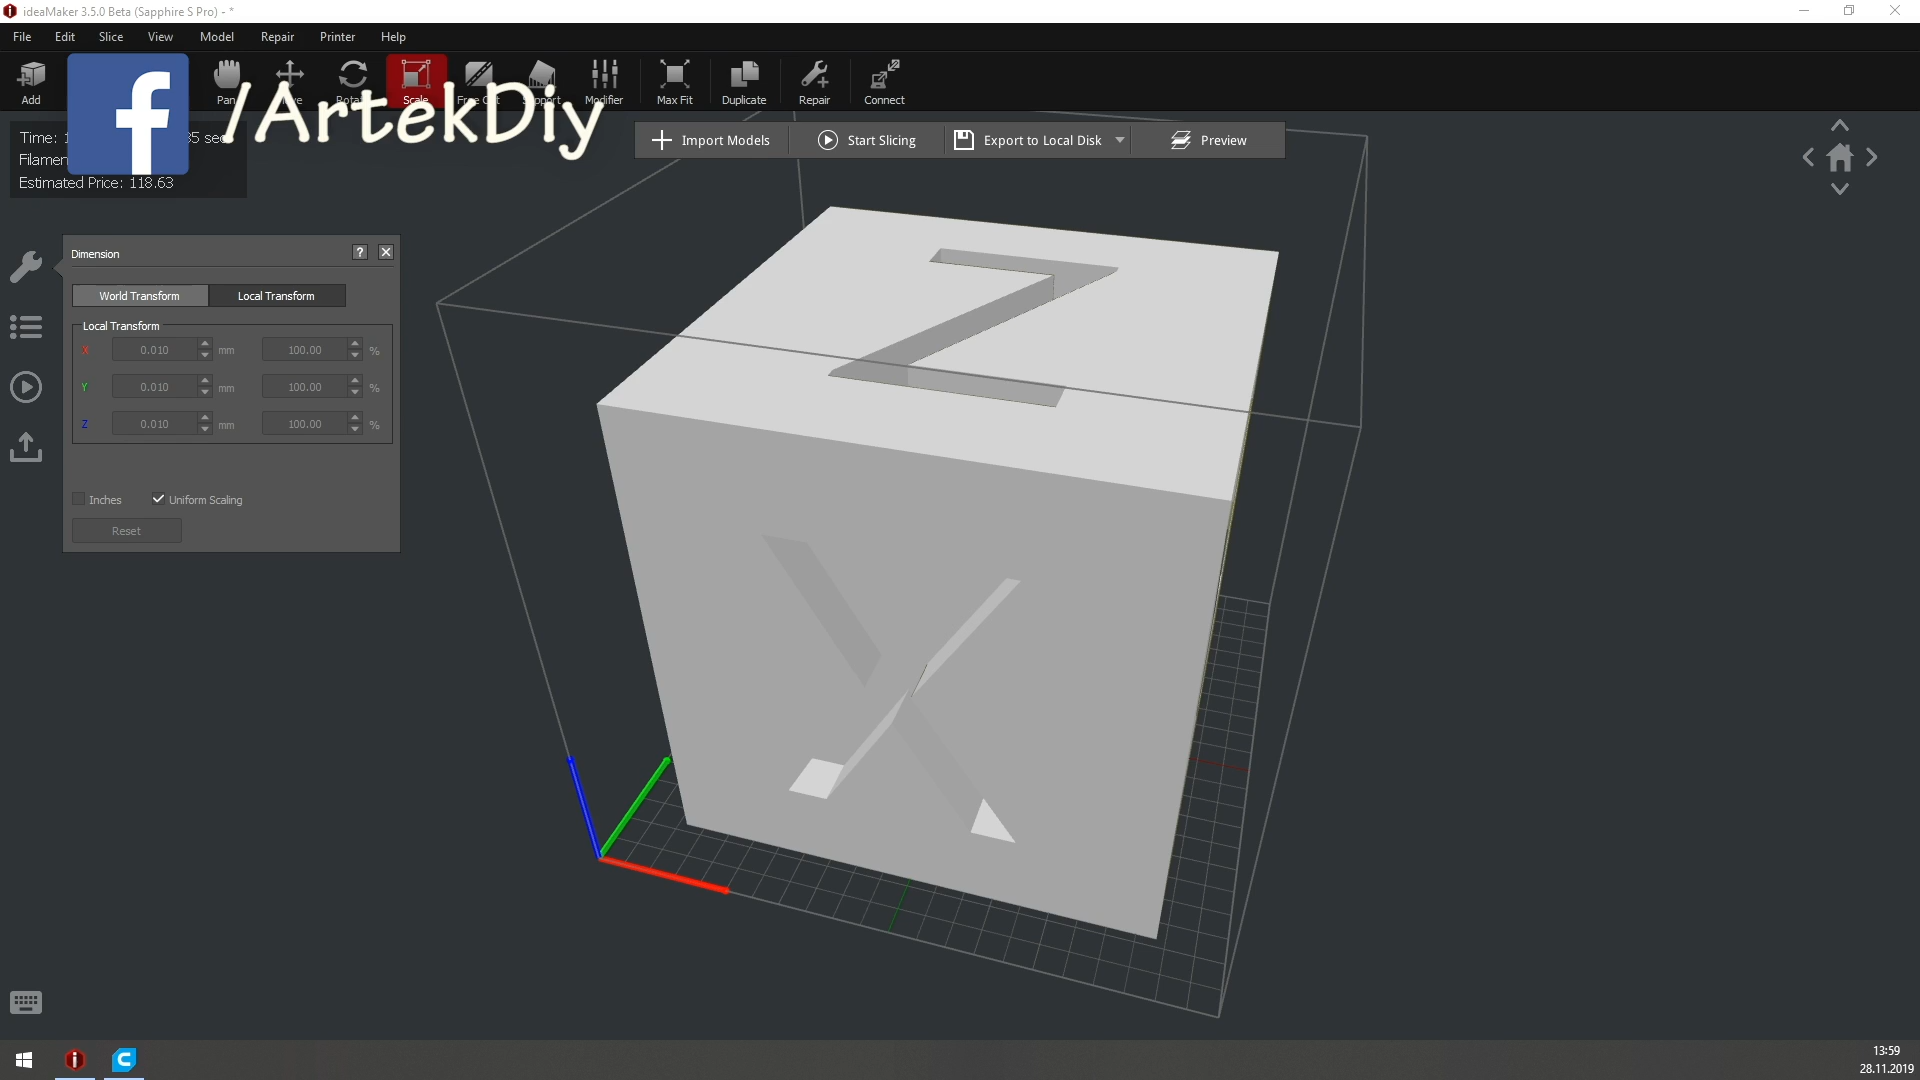 ideaMaker 3.5.0 Beta (Sapphire S Pro) - *
File Edit Slice View Model Repair Printer Help
Add Pan Scale Modifier Max Fit Duplicate Repair Connect
f /ArtekDiy
Time:
Estimated Price: 118.63
Import Models Start Slicing Export to Local Disk Preview
Dimension ?
World Transform Local Transform
Local Transform
X 0.010 mm 100.00 %
Y 0.010 mm 100.00 %
Z 0.010 mm 100.00 %
Inches Uniform Scaling
Reset
Z
X
13:59
28.11.2019